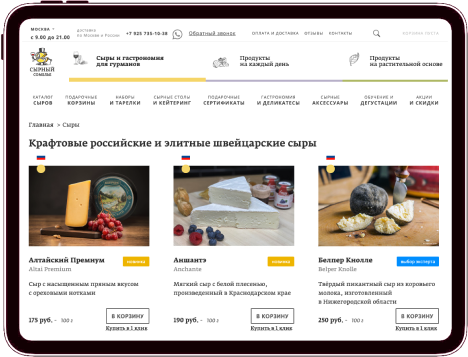 МОСКВА
с 9.00 до 21.00
ДОСТАВКА
по Москве и России
+7 925 735-10-38
Обратный звонок
ОПЛАТА И ДОСТАВКА ОТЗЫВЫ КОНТАКТЫ
КОРЗИНА ПУСТА
СЫРНЫЙ
СОМЕЛЬЕ
Сыры и гастрономия
для гурманов
Продукты
на каждый день
Продукты
на растительной основе
КАТАЛОГ
СЫРОВ
ПОДАРОЧНЫЕ
КОРЗИНЫ
НАБОРЫ
И ТАРЕЛКИ
СЫРНЫЕ СТОЛЫ
И КЕЙТЕРИНГ
ПОДАРОЧНЫЕ
СЕРТИФИКАТЫ
ГАСТРОНОМИЯ
И ДЕЛИКАТЕСЫ
СЫРНЫЕ
АКСЕССУАРЫ
ОБУЧЕНИЕ И
ДЕГУСТАЦИИ
АКЦИИ
И СКИДКИ
Главная > Сыры
Крафтовые российские и элитные швейцарские сыры
Алтайский Премиум
новинка
Altai Premium
Сыр с насыщенным пряным вкусом
с ореховыми нотками
175 руб. – 100 г
В КОРЗИНУ
Купить в 1 клик
Аншантэ
новинка
Anchante
Мягкий сыр с белой плесенью,
произведенный в Краснодарском крае
190 руб. – 100 г
В КОРЗИНУ
Купить в 1 клик
Белпер Кнолле
выбор эксперта
Belper Knolle
Твёрдый пикантный сыр из коровьего
молока, изготовленный
в Нижегородской области
250 руб. – 100 г
В КОРЗИНУ
Купить в 1 клик